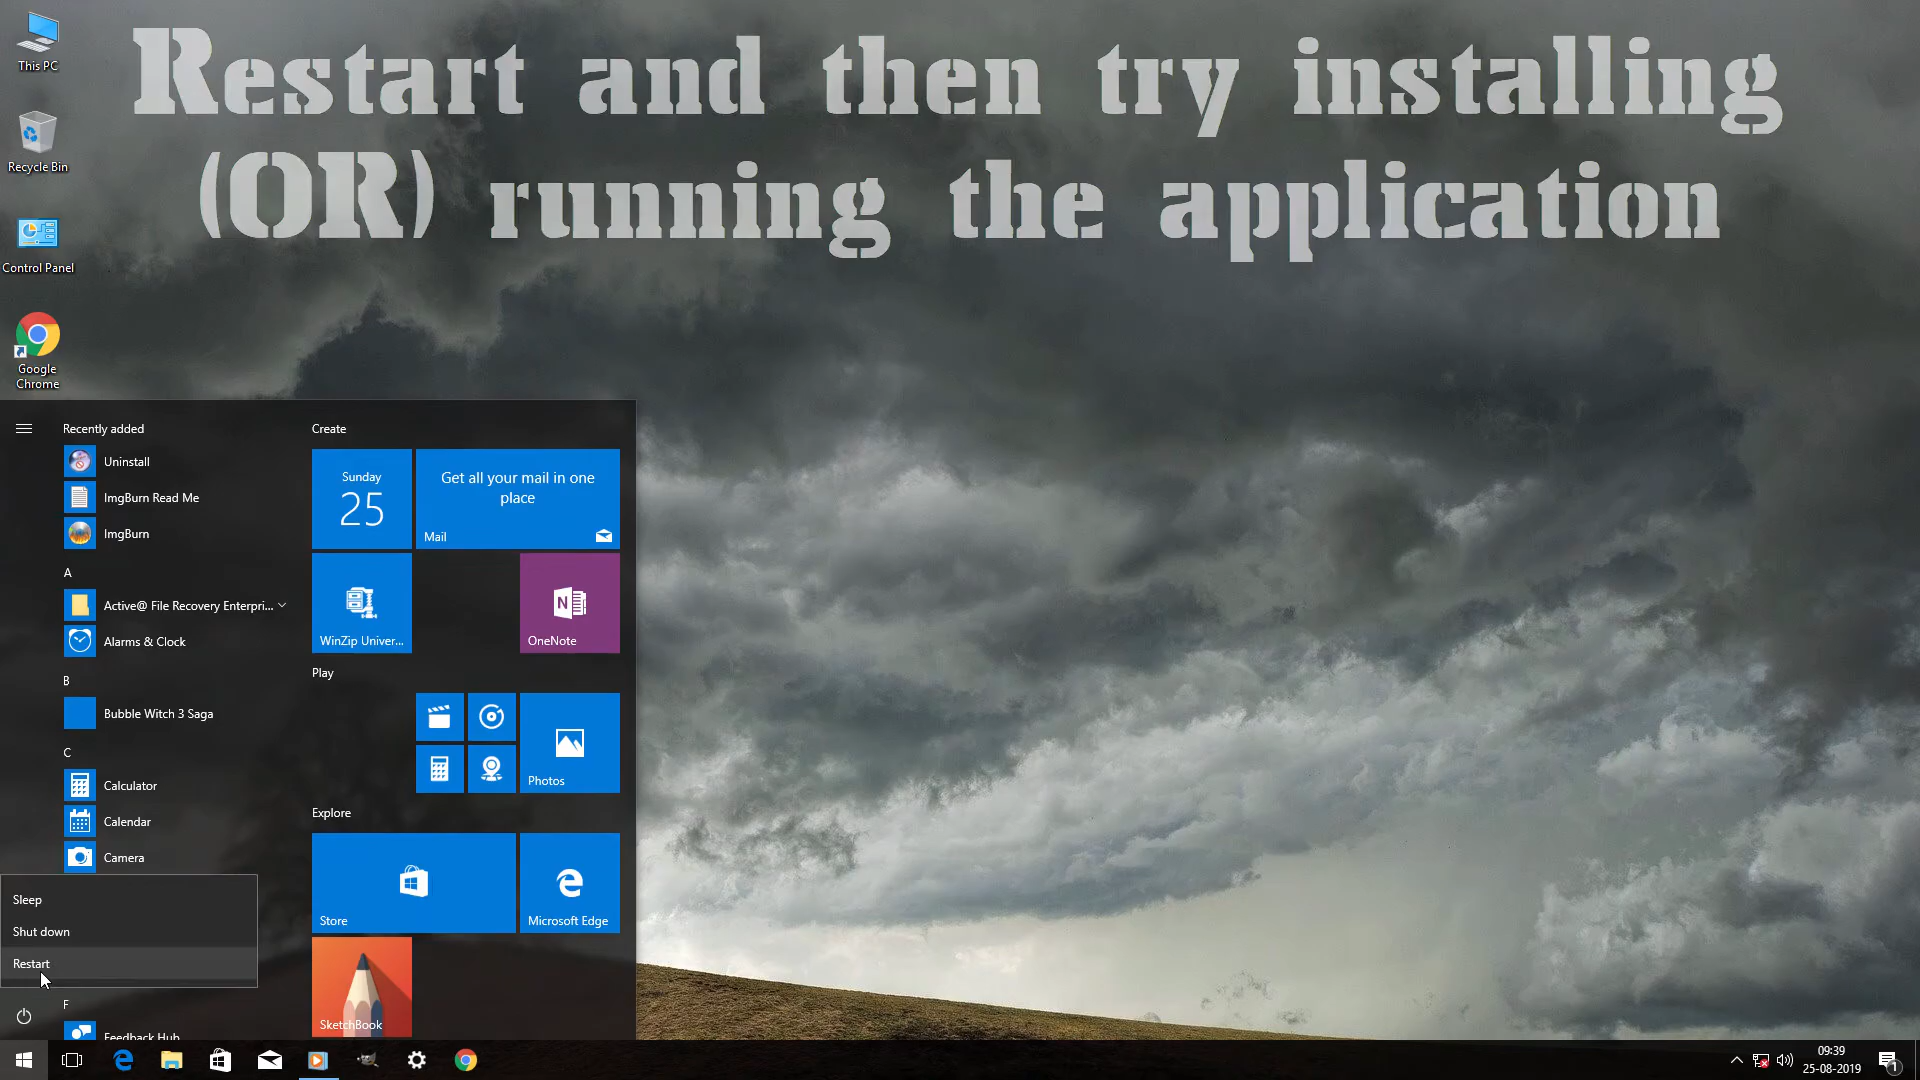 Restart and then try installing
(OR) running the application
This PC
Recycle Bin
Control Panel
Google
Chrome
Recently added
Uninstall
ImgBurn Read Me
ImgBurn
A
Active@ File Recovery Enterpri...
Alarms & Clock
B
Bubble Witch 3 Saga
C
Calculator
Calendar
Camera
Sleep
Shut down
Restart
F
Feedback Hub
Create
Sunday
25
Get all your mail in one
place
Mail
WinZip Univer...
N
OneNote
Play
Photos
Explore
Store
Microsoft Edge
SketchBook
09:39
25-08-2019
1